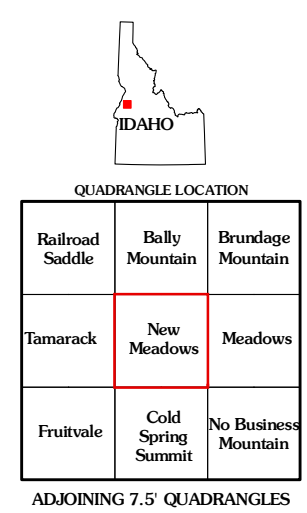 IDAHO
QUADRANGLE LOCATION
Railroad
Saddle
Bally
Mountain
Brundage
Mountain
Tamarack
New
Meadows
Meadows
Fruitvale
Cold
Spring
Summit
No Business
Mountain
ADJOINING 7.5' QUADRANGLES